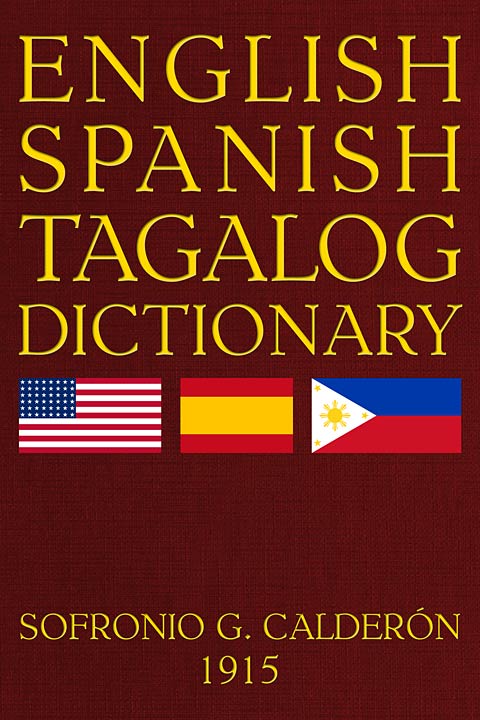 ENGLISH
SPANISH
TAGALOG
DICTIONARY
SOFRONIO G. CALDERÓN
1915